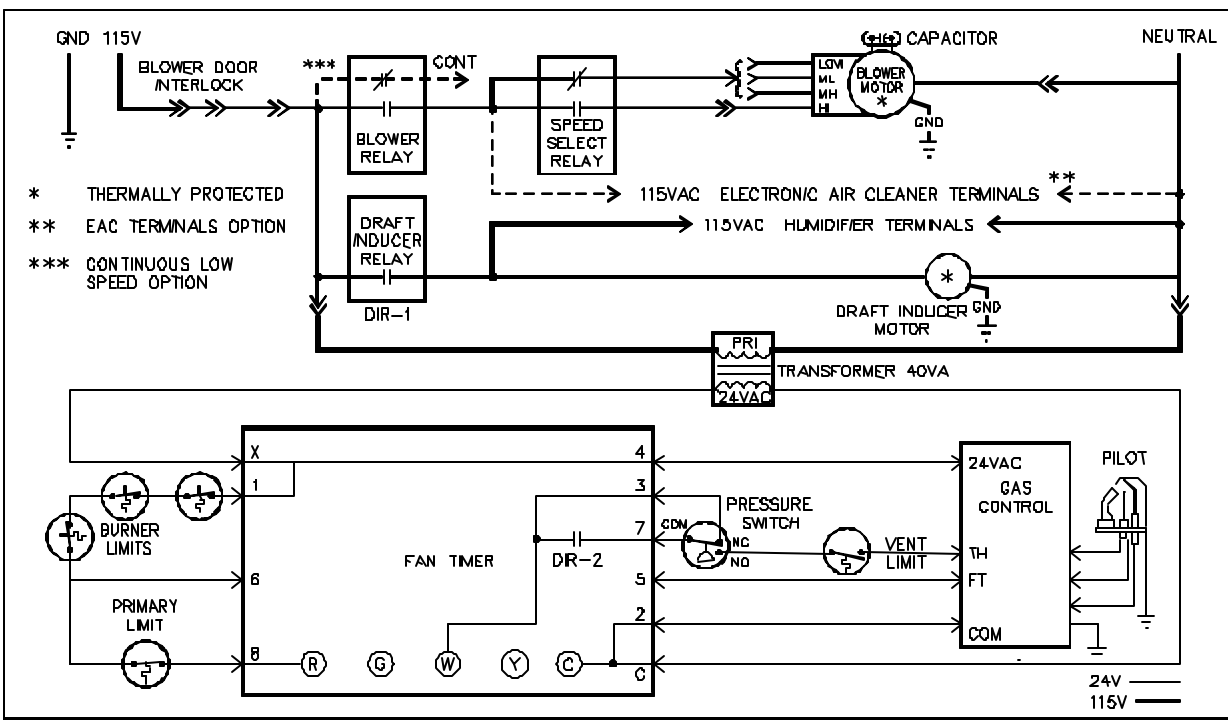 GND 115V
NEUTRAL
BLOWER DOOR
INTERLOCK
***
CONT
CAPACITOR
LOW
ML
MH
HI
BLOWER
MOTOR
*
GND
BLOWER
RELAY
SPEED
SELECT
RELAY
* THERMALLY PROTECTED
** EAC TERMINALS OPTION
*** CONTINUOUS LOW
SPEED OPTION
115VAC ELECTRONIC AIR CLEANER TERMINALS **
115VAC HUMIDIFIER TERMINALS
DRAFT
INDUCER
RELAY
DIR-1
*
GND
DRAFT INDUCER
MOTOR
PRI
TRANSFORMER 40VA
24VAC
X
1
6
8
4
3
7
5
2
C
BURNER
LIMITS
PRIMARY
LIMIT
FAN TIMER
DIR-2
R G W Y C
COM
NC
NO
PRESSURE
SWITCH
VENT
LIMIT
24VAC
GAS
CONTROL
TH
FT
COM
PILOT
24V
115V